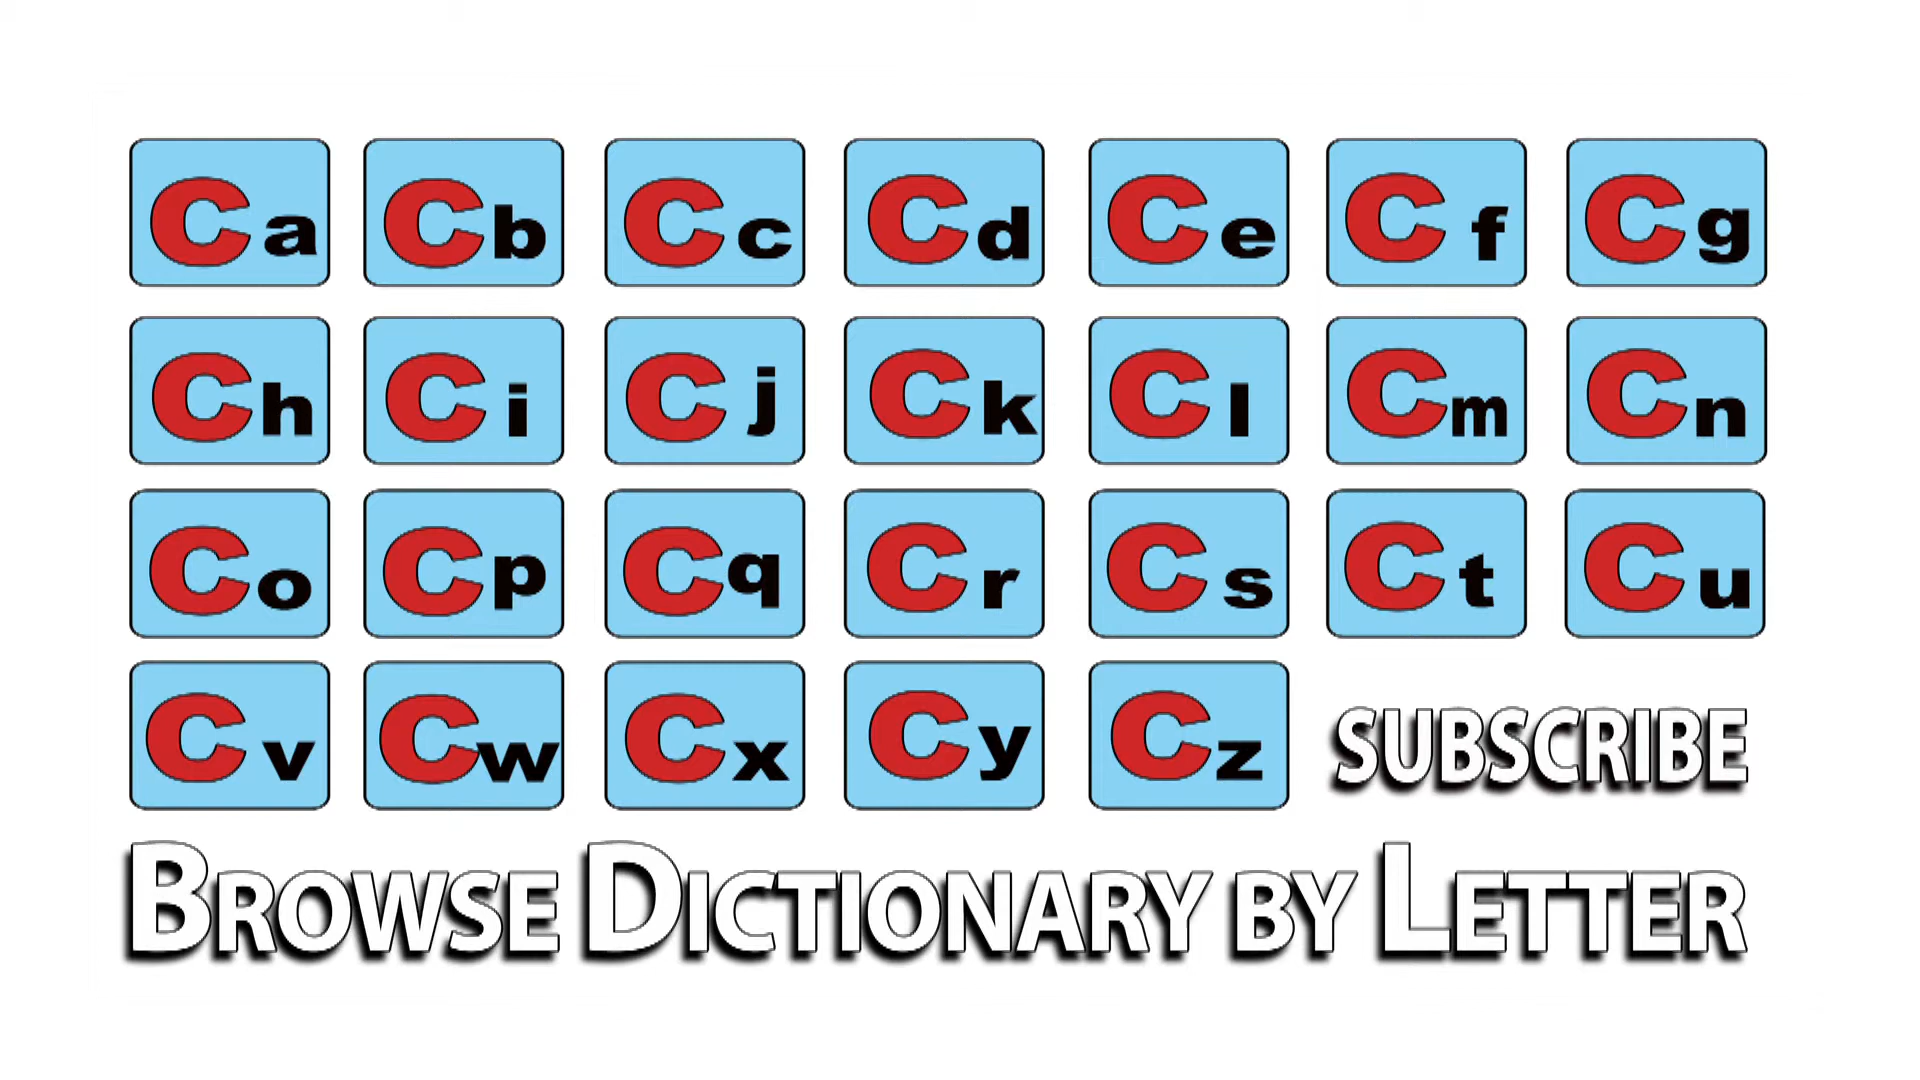 Ca Cb Cc Cd Ce Cf Cg
Ch Ci Cj Ck Cl Cm Cn
Co Cp Cq Cr Cs Ct Cu
Cv Cw Cx Cy Cz SUBSCRIBE
BROWSE DICTIONARY BY LETTER